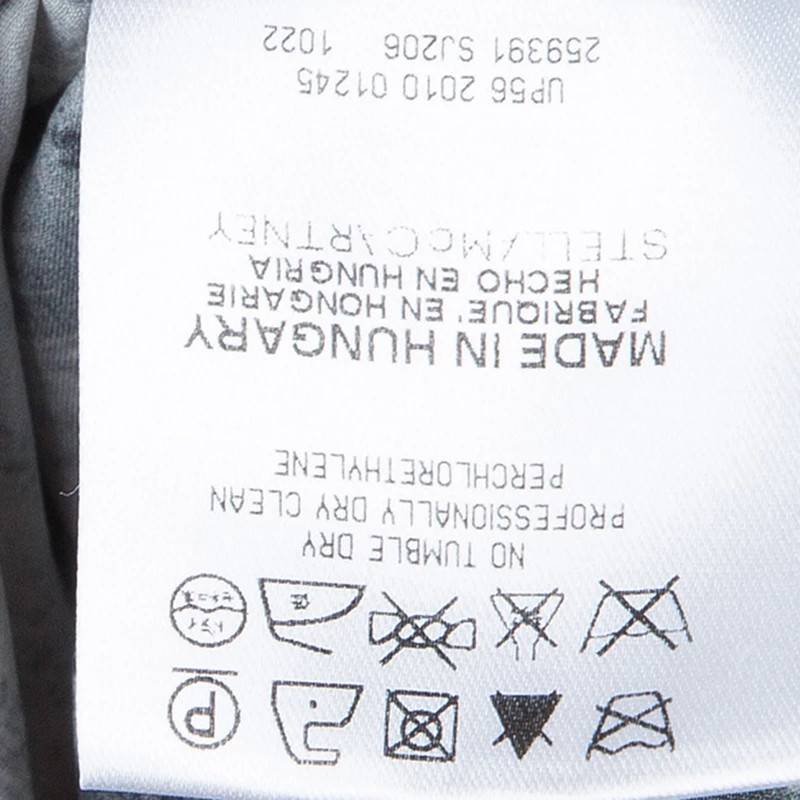 P
NO TUMBLE DRY
PROFESSIONALLY DRY CLEAN
PERCHLORETHYLENE
MADE IN HUNGARY
FABRIQUE' EN HONGARIE
HECHO EN HUNGRIA
STELLAMcCARTNEY
UP56 2010 01245
259391 SJ206 1022